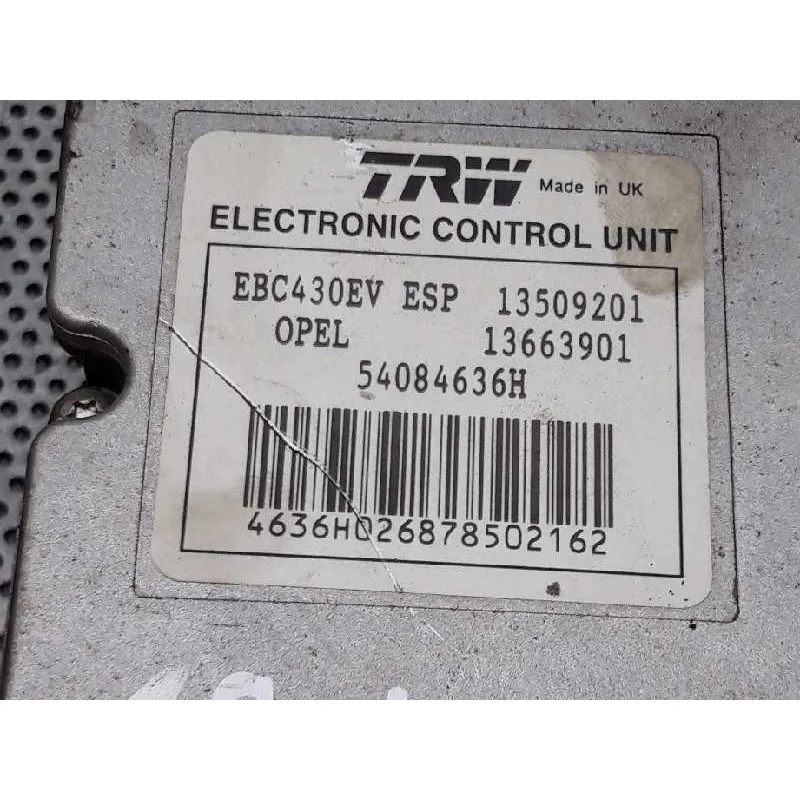 TRW Made in UK
ELECTRONIC CONTROL UNIT
EBC430EV ESP 13509201
OPEL 13663901
54084636H
4636H026878502162